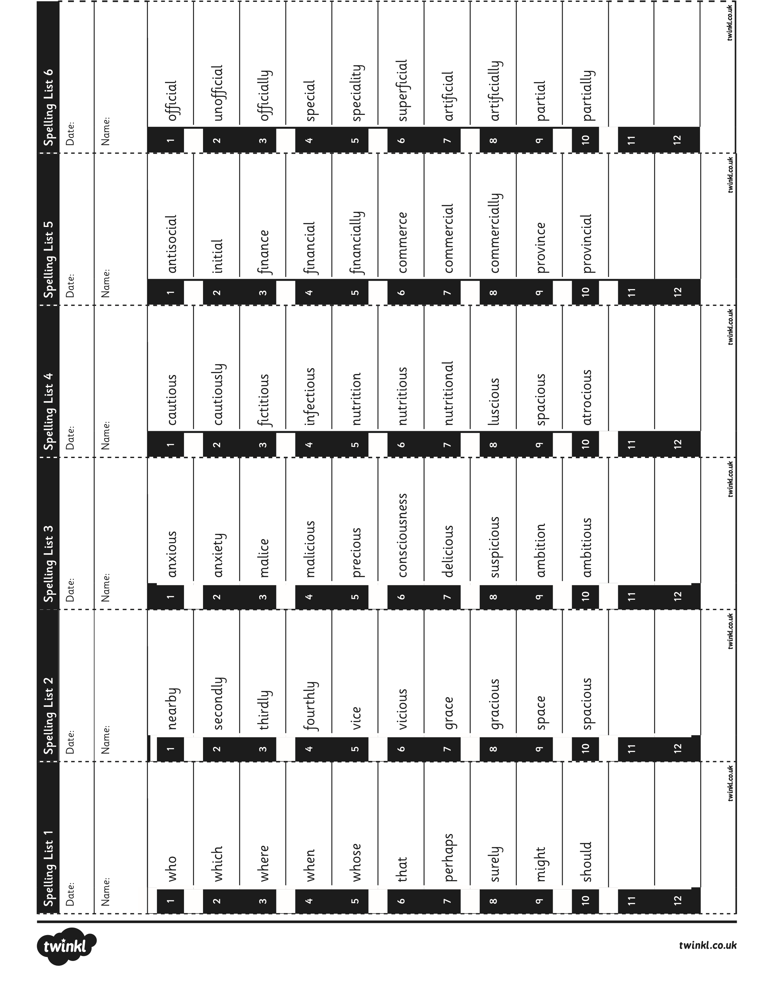 Spelling List 1
Date:
Name:
1 who
2 which
3 where
4 when
5 whose
6 that
7 perhaps
8 surely
9 might
10 should
11
12
twinkl.co.uk
Spelling List 2
Date:
Name:
1 nearby
2 secondly
3 thirdly
4 fourthly
5 vice
6 vicious
7 grace
8 gracious
9 space
10 spacious
11
12
twinkl.co.uk
Spelling List 3
Date:
Name:
1 anxious
2 anxiety
3 malice
4 malicious
5 precious
6 consciousness
7 delicious
8 suspicious
9 ambition
10 ambitious
11
12
twinkl.co.uk
Spelling List 4
Date:
Name:
1 cautious
2 cautiously
3 fictitious
4 infectious
5 nutrition
6 nutritious
7 nutritional
8 luscious
9 spacious
10 atrocious
11
12
twinkl.co.uk
Spelling List 5
Date:
Name:
1 antisocial
2 initial
3 finance
4 financial
5 financially
6 commerce
7 commercial
8 commercially
9 province
10 provincial
11
12
twinkl.co.uk
Spelling List 6
Date:
Name:
1 official
2 unofficial
3 officially
4 special
5 speciality
6 superficial
7 artificial
8 artificially
9 partial
10 partially
11
12
twinkl.co.uk
twinkl
twinkl.co.uk